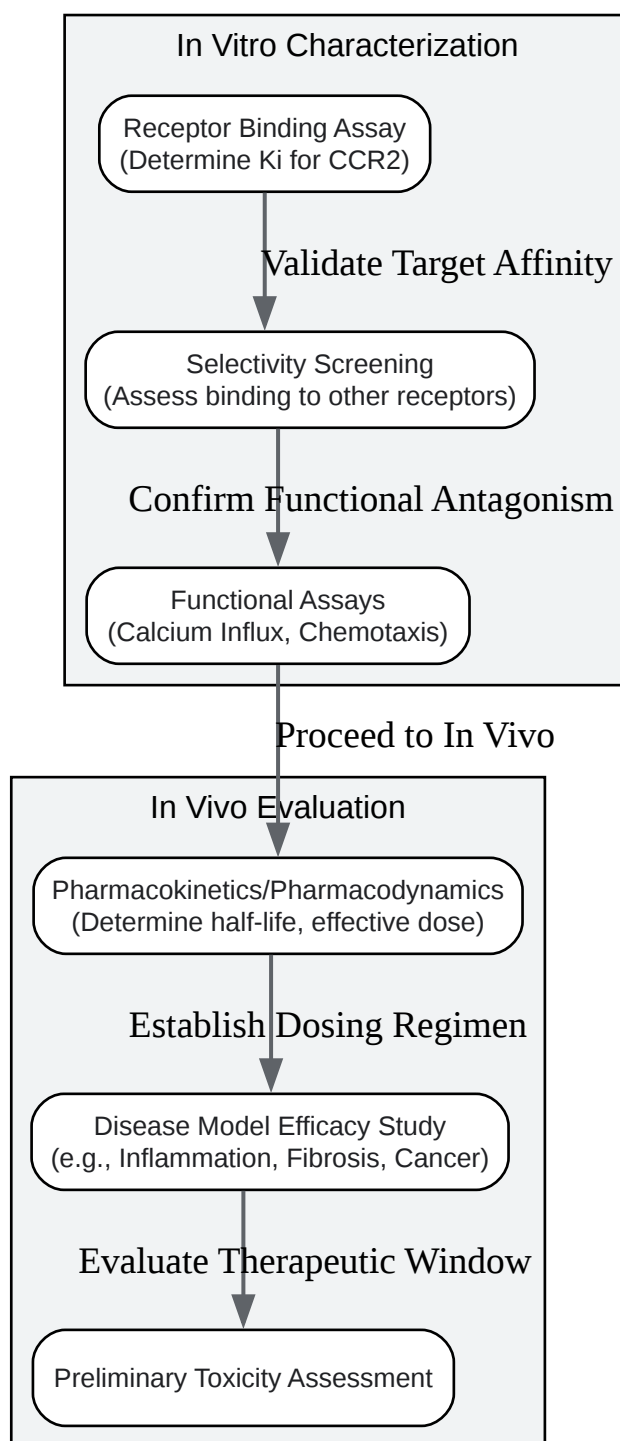 In Vitro Characterization
Receptor Binding Assay
(Determine Ki for CCR2)
Validate Target Affinity
Selectivity Screening
(Assess binding to other receptors)
Confirm Functional Antagonism
Functional Assays
(Calcium Influx, Chemotaxis)
Proceed to In Vivo
In Vivo Evaluation
Pharmacokinetics/Pharmacodynamics
(Determine half-life, effective dose)
Establish Dosing Regimen
Disease Model Efficacy Study
(e.g., Inflammation, Fibrosis, Cancer)
Evaluate Therapeutic Window
Preliminary Toxicity Assessment